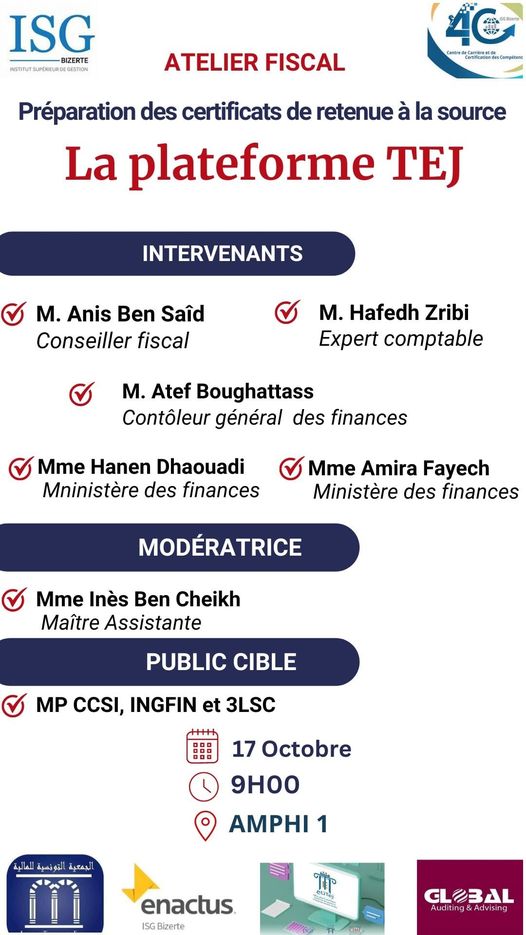 ISG
BIZERTE
INSTITUT SUPÉRIEUR DE GESTION
4C
ISG Bizerte
Centre de Carrière et de
Certification des Compétences
ATELIER FISCAL
Préparation des certificats de retenue à la source
La plateforme TEJ
INTERVENANTS
M. Anis Ben Saîd
Conseiller fiscal
M. Hafedh Zribi
Expert comptable
M. Atef Boughattass
Contôleur général des finances
Mme Hanen Dhaouadi
Mninistère des finances
Mme Amira Fayech
Ministère des finances
MODÉRATRICE
Mme Inès Ben Cheikh
Maître Assistante
PUBLIC CIBLE
MP CCSI, INGFIN et 3LSC
17 Octobre
9H00
AMPHI 1
الجمعية التونسية للمالية
enactus.
ISG Bizerte
GLOBAL
Auditing & Advising